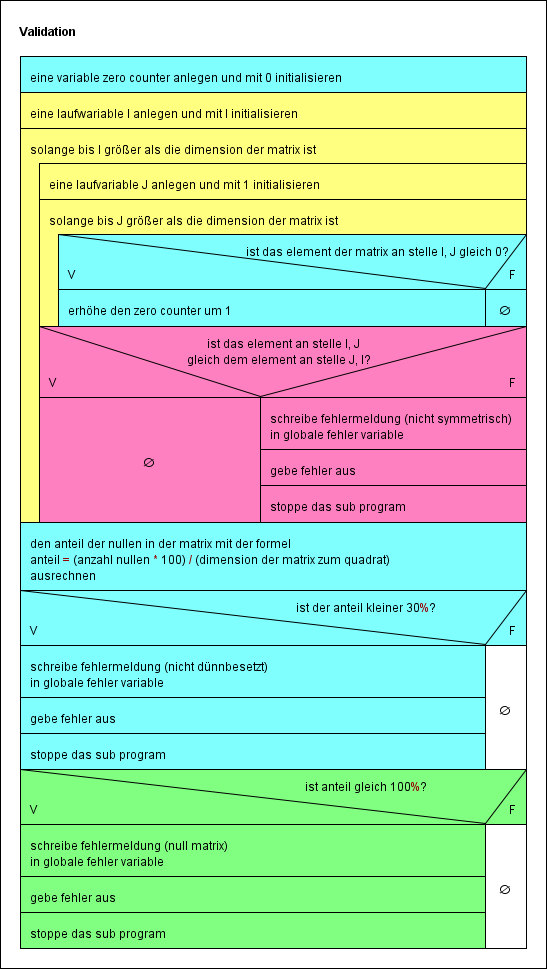 Validation
eine variable zero counter anlegen und mit 0 initialisieren
eine laufwariable I anlegen und mit I initialisieren
solange bis I größer als die dimension der matrix ist
eine laufvariable J anlegen und mit 1 initialisieren
solange bis J größer als die dimension der matrix ist
ist das element der matrix an stelle I, J gleich 0?
V
F
erhöhe den zero counter um 1
∅
ist das element an stelle I, J
gleich dem element an stelle J, I?
V
F
∅
schreibe fehlermeldung (nicht symmetrisch)
in globale fehler variable
gebe fehler aus
stoppe das sub program
den anteil der nullen in der matrix mit der formel
anteil = (anzahl nullen * 100) / (dimension der matrix zum quadrat)
ausrechnen
ist der anteil kleiner 30%?
V
F
schreibe fehlermeldung (nicht dünnbesetzt)
in globale fehler variable
gebe fehler aus
stoppe das sub program
∅
ist anteil gleich 100%?
V
F
schreibe fehlermeldung (null matrix)
in globale fehler variable
gebe fehler aus
stoppe das sub program
∅